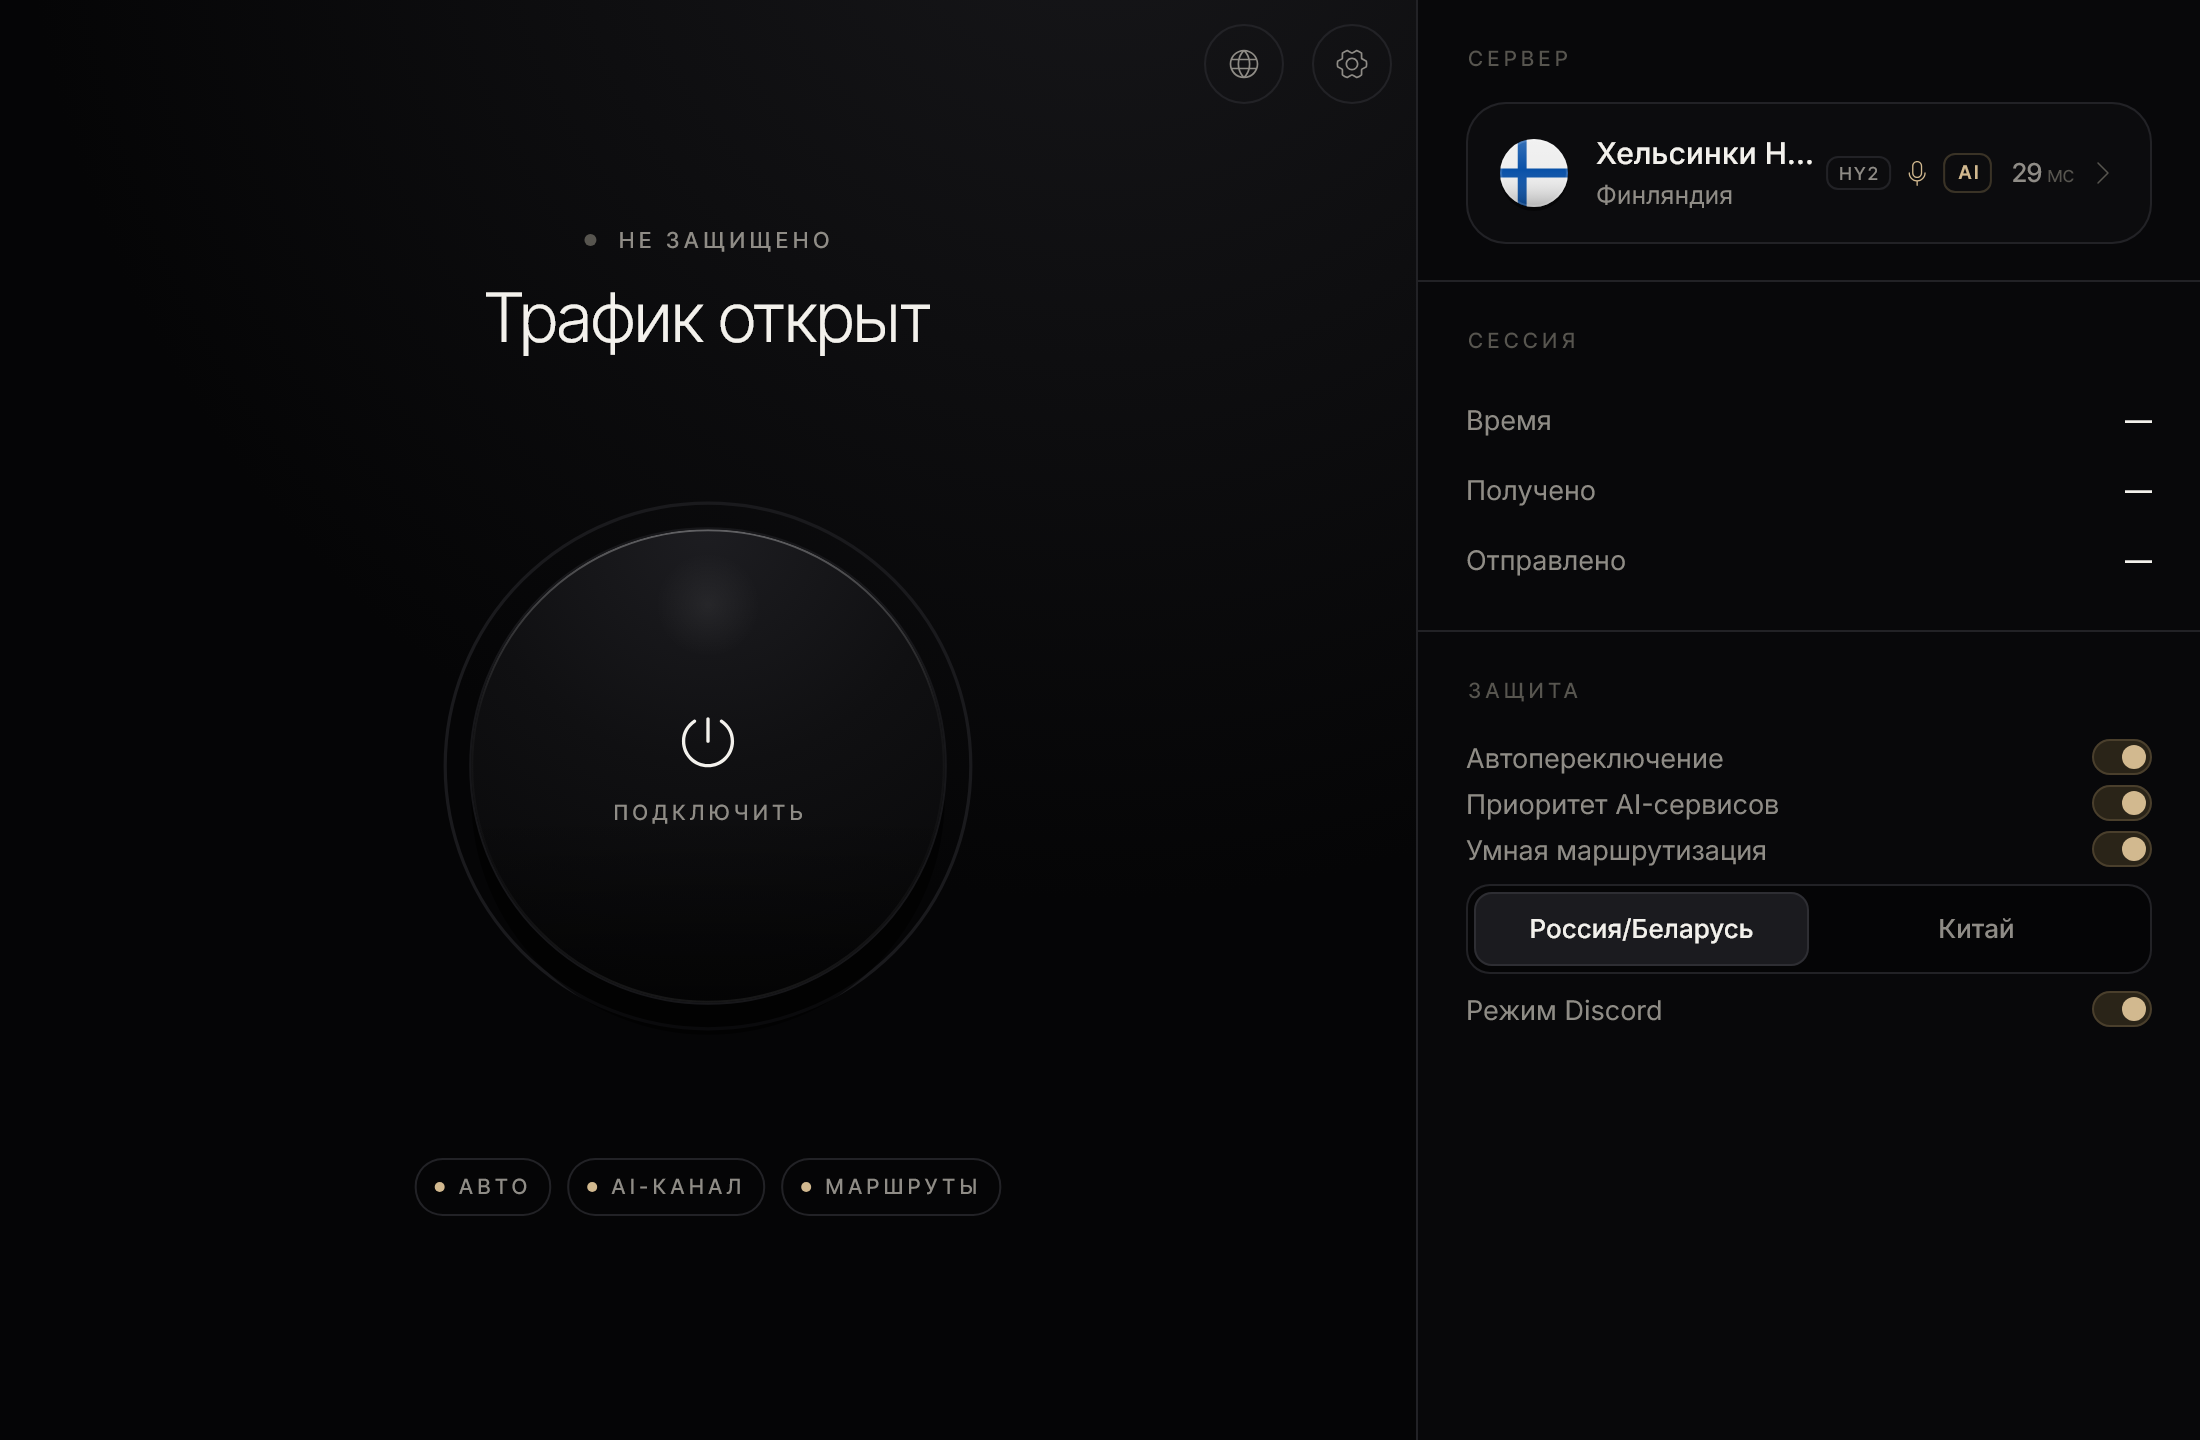 НЕ ЗАЩИЩЕНО
Трафик открыт
ПОДКЛЮЧИТЬ
АВТО
AI-КАНАЛ
МАРШРУТЫ
СЕРВЕР
Хельсинки H...
Финляндия
HY2
AI
29 мс
СЕССИЯ
Время —
Получено —
Отправлено —
ЗАЩИТА
Автопереключение
Приоритет AI-сервисов
Умная маршрутизация
Россия/Беларусь
Китай
Режим Discord